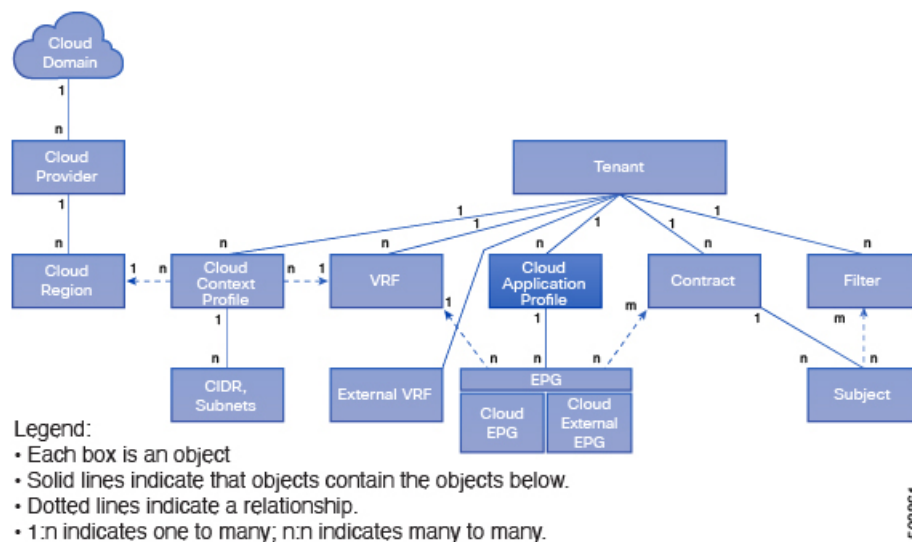 Cloud
Domain
1
n
Cloud
Provider
Tenant
1
1
1
1
1
1
n
n
n
n
n
n
Cloud
Region
1
n
Cloud
Context
Profile
n
1
VRF
Cloud
Application
Profile
Contract
Filter
1
1
1
m
1
m
n
n
n
n
n
n
CIDR,
Subnets
External VRF
EPG
Cloud
EPG
Cloud
External
EPG
Subject
Legend:
• Each box is an object
• Solid lines indicate that objects contain the objects below.
• Dotted lines indicate a relationship.
• 1:n indicates one to many; n:n indicates many to many.